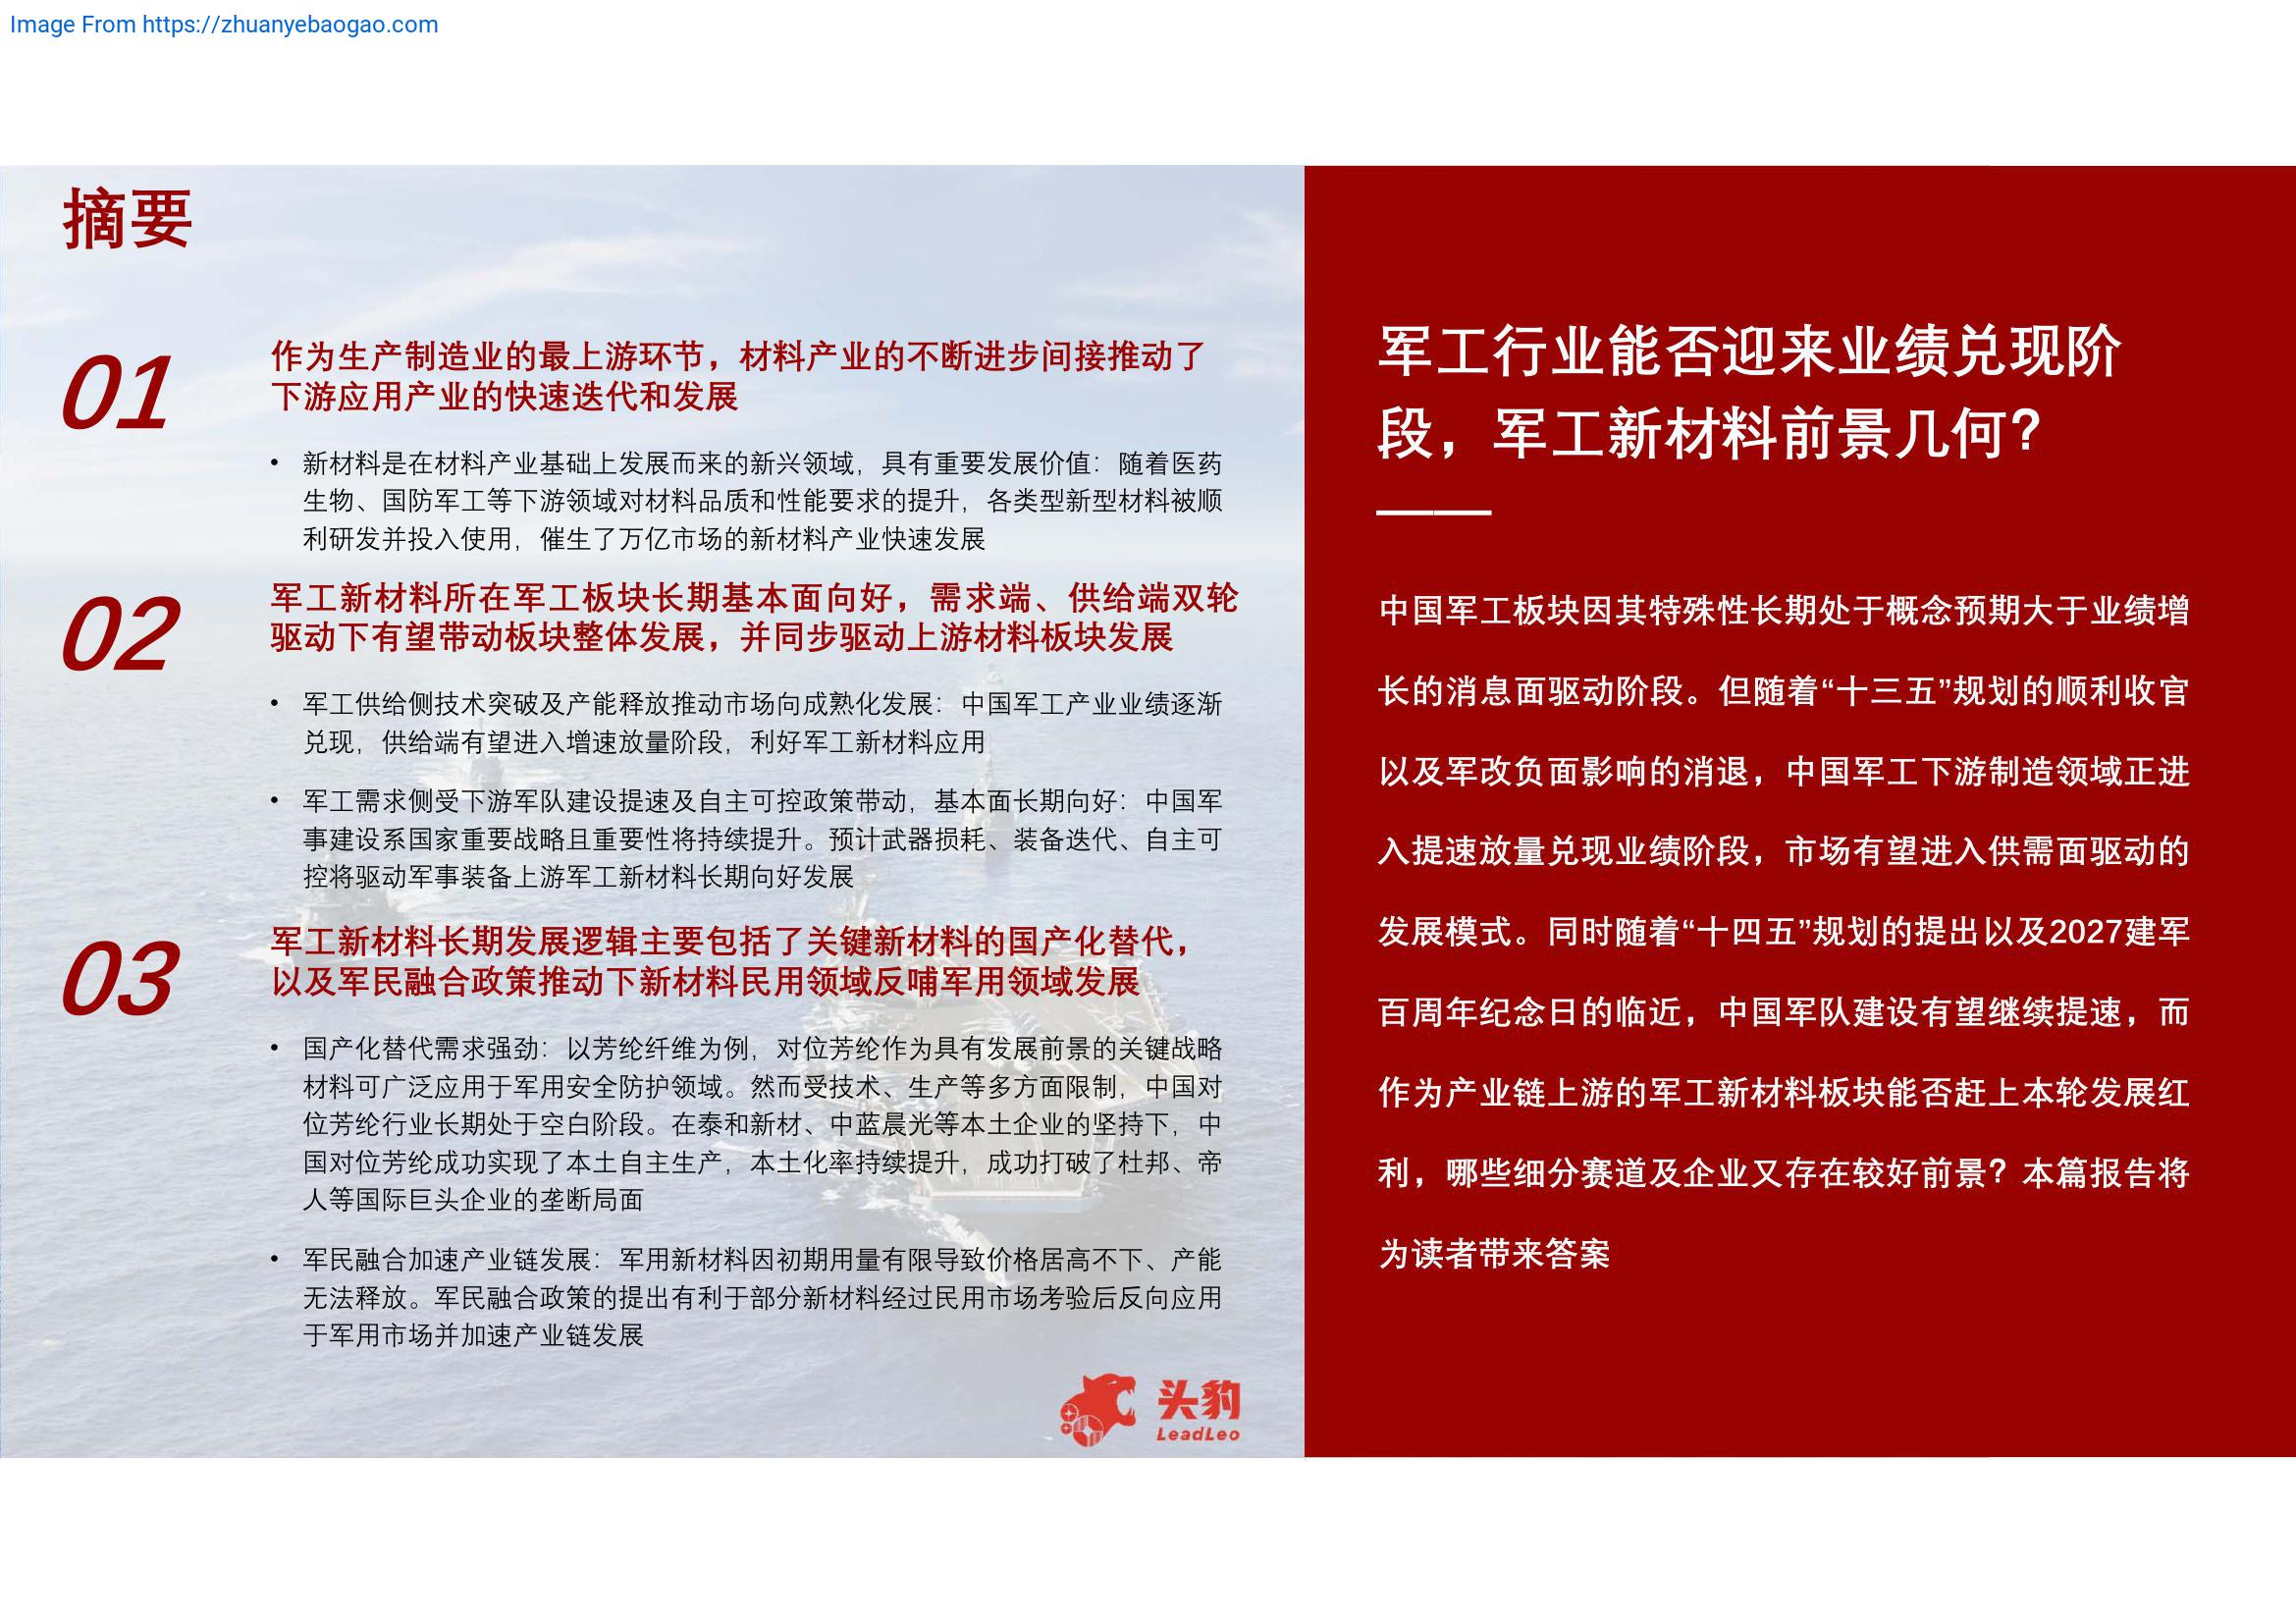 Image From https://zhuanyebaogao.com
摘要
01
作为生产制造业的最上游环节，材料产业的不断进步间接推动了
下游应用产业的快速迭代和发展
• 新材料是在材料产业基础上发展而来的新兴领域，具有重要发展价值：随着医药
生物、国防军工等下游领域对材料品质和性能要求的提升，各类型新型材料被顺
利研发并投入使用，催生了万亿市场的新材料产业快速发展
02
军工新材料所在军工板块长期基本面向好，需求端、供给端双轮
驱动下有望带动板块整体发展，并同步驱动上游材料板块发展
• 军工供给侧技术突破及产能释放推动市场向成熟化发展：中国军工产业业绩逐渐
兑现，供给端有望进入增速放量阶段，利好军工新材料应用
• 军工需求侧受下游军队建设提速及自主可控政策带动，基本面长期向好：中国军
事建设系国家重要战略且重要性将持续提升。预计武器损耗、装备迭代、自主可
控将驱动军事装备上游军工新材料长期向好发展
03
军工新材料长期发展逻辑主要包括了关键新材料的国产化替代，
以及军民融合政策推动下新材料民用领域反哺军用领域发展
• 国产化替代需求强劲：以芳纶纤维为例，对位芳纶作为具有发展前景的关键战略
材料可广泛应用于军用安全防护领域。然而受技术、生产等多方面限制，中国对
位芳纶行业长期处于空白阶段。在泰和新材、中蓝晨光等本土企业的坚持下，中
国对位芳纶成功实现了本土自主生产，本土化率持续提升，成功打破了杜邦、帝
人等国际巨头企业的垄断局面
• 军民融合加速产业链发展：军用新材料因初期用量有限导致价格居高不下、产能
无法释放。军民融合政策的提出有利于部分新材料经过民用市场考验后反向应用
于军用市场并加速产业链发展
头豹
LeadLeo
军工行业能否迎来业绩兑现阶
段，军工新材料前景几何？
——
中国军工板块因其特殊性长期处于概念预期大于业绩增
长的消息面驱动阶段。但随着“十三五”规划的顺利收官
以及军改负面影响的消退，中国军工下游制造领域正进
入提速放量兑现业绩阶段，市场有望进入供需面驱动的
发展模式。同时随着“十四五”规划的提出以及2027建军
百周年纪念日的临近，中国军队建设有望继续提速，而
作为产业链上游的军工新材料板块能否赶上本轮发展红
利，哪些细分赛道及企业又存在较好前景？本篇报告将
为读者带来答案